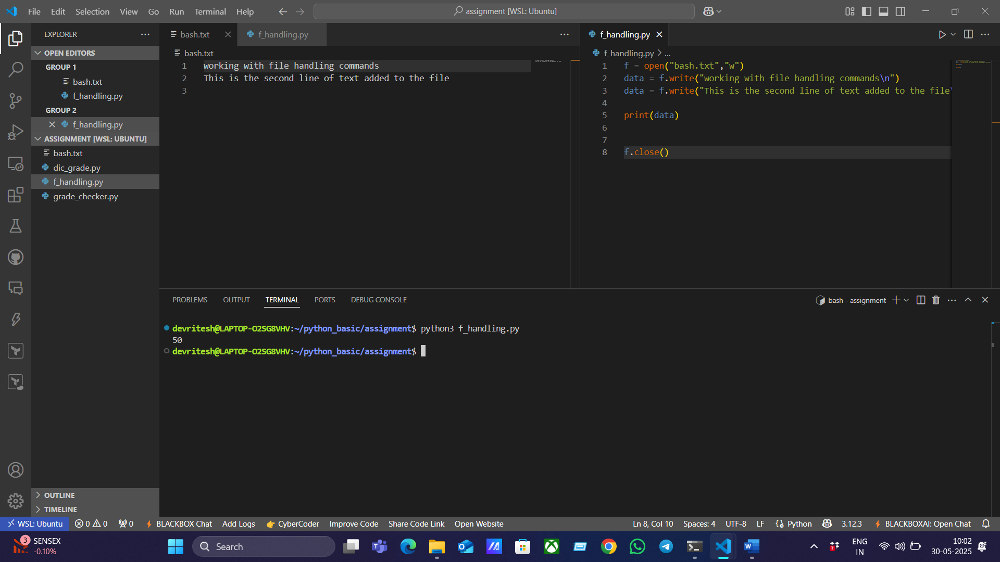 File Edit Selection View Go Run Terminal Help
assignment [WSL: Ubuntu]
EXPLORER
OPEN EDITORS
GROUP 1
bash.txt
f_handling.py
GROUP 2
f_handling.py
ASSIGNMENT [WSL: UBUNTU]
bash.txt
dic_grade.py
f_handling.py
grade_checker.py
OUTLINE
TIMELINE
bash.txt
f_handling.py
bash.txt
1 working with file handling commands
2 This is the second line of text added to the file
3
f_handling.py
f_handling.py > ...
1 f = open("bash.txt","w")
2 data = f.write("working with file handling commands\n")
3 data = f.write("This is the second line of text added to the file\
4
5 print(data)
6
7
8 f.close()
PROBLEMS OUTPUT TERMINAL PORTS DEBUG CONSOLE
bash - assignment
devritesh@LAPTOP-O2SG8VHV:~/python_basic/assignment$ python3 f_handling.py
50
devritesh@LAPTOP-O2SG8VHV:~/python_basic/assignment$
WSL: Ubuntu 0 0 0 BLACKBOX Chat Add Logs CyberCoder Improve Code Share Code Link Open Website Ln 8, Col 10 Spaces: 4 UTF-8 LF Python 3.12.3 BLACKBOXAI: Open Chat
3 SENSEX
-0.10%
Search
ENG
IN
10:02
30-05-2025